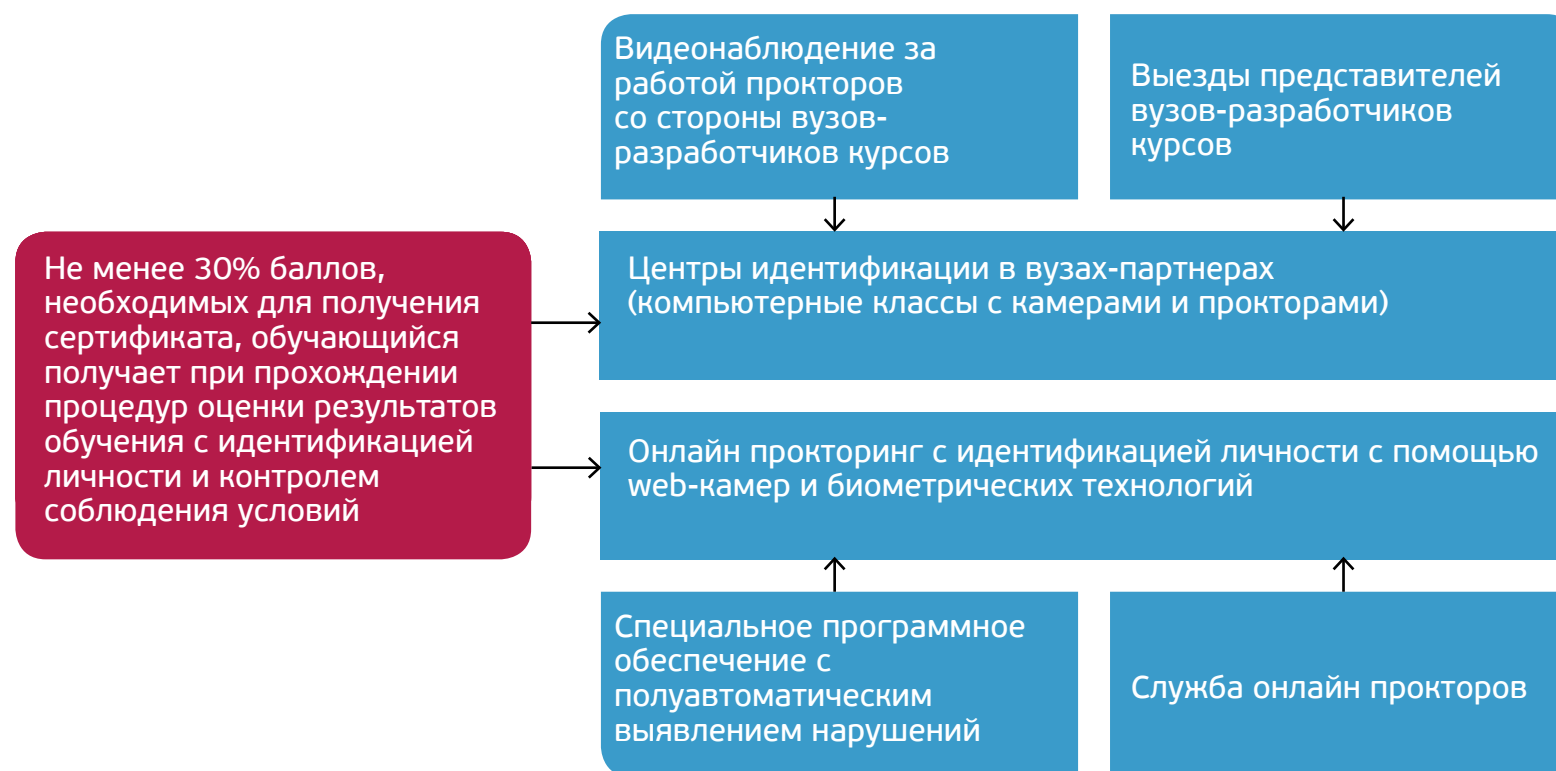 Видеонаблюдение за
работой прокторов
со стороны вузов-
разработчиков курсов
Выезды представителей
вузов-разработчиков
курсов
Не менее 30% баллов,
необходимых для получения
сертификата, обучающийся
получает при прохождении
процедур оценки результатов
обучения с идентификацией
личности и контролем
соблюдения условий
Центры идентификации в вузах-партнерах
(компьютерные классы с камерами и прокторами)
Онлайн прокторинг с идентификацией личности с помощью
web-камер и биометрических технологий
Специальное программное
обеспечение с
полуавтоматическим
выявлением нарушений
Служба онлайн прокторов